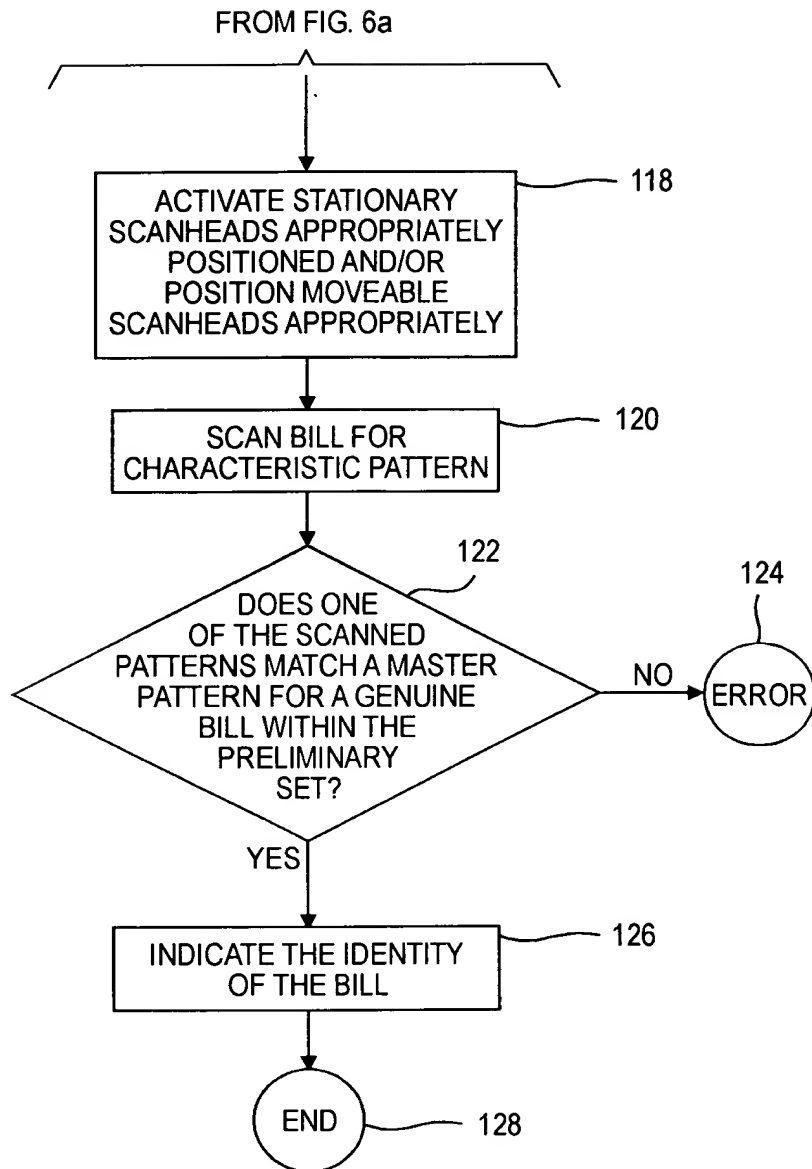 FROM FIG. 6a
ACTIVATE STATIONARY
SCANHEADS APPROPRIATELY
POSITIONED AND/OR
POSITION MOVEABLE
SCANHEADS APPROPRIATELY
118
SCAN BILL FOR
CHARACTERISTIC PATTERN
120
122
DOES ONE
OF THE SCANNED
PATTERNS MATCH A MASTER
PATTERN FOR A GENUINE
BILL WITHIN THE
PRELIMINARY
SET?
NO
124
ERROR
YES
INDICATE THE IDENTITY
OF THE BILL
126
END
128